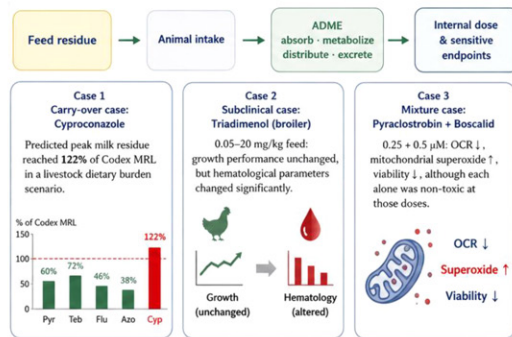 Feed residue
Animal intake
ADME
absorb · metabolize
distribute · excrete
Internal dose
& sensitive
endpoints
Case 1
Carry-over case:
Cyproconazole
Predicted peak milk residue
reached 122% of Codex MRL
in a livestock dietary burden
scenario.
% of Codex MRL
150
100
50
0
60%
72%
46%
38%
122%
Pyr
Teb
Flu
Azo
Cyp
Case 2
Subclinical case:
Triadimenol (broiler)
0.05–20 mg/kg feed:
growth performance unchanged,
but hematological parameters
changed significantly.
Growth
(unchanged)
Hematology
(altered)
Case 3
Mixture case:
Pyraclostrobin + Boscalid
0.25 + 0.5 μM: OCR ↓,
mitochondrial superoxide ↑,
viability ↓, although each
alone was non-toxic at
those doses.
OCR ↓
Superoxide ↑
Viability ↓